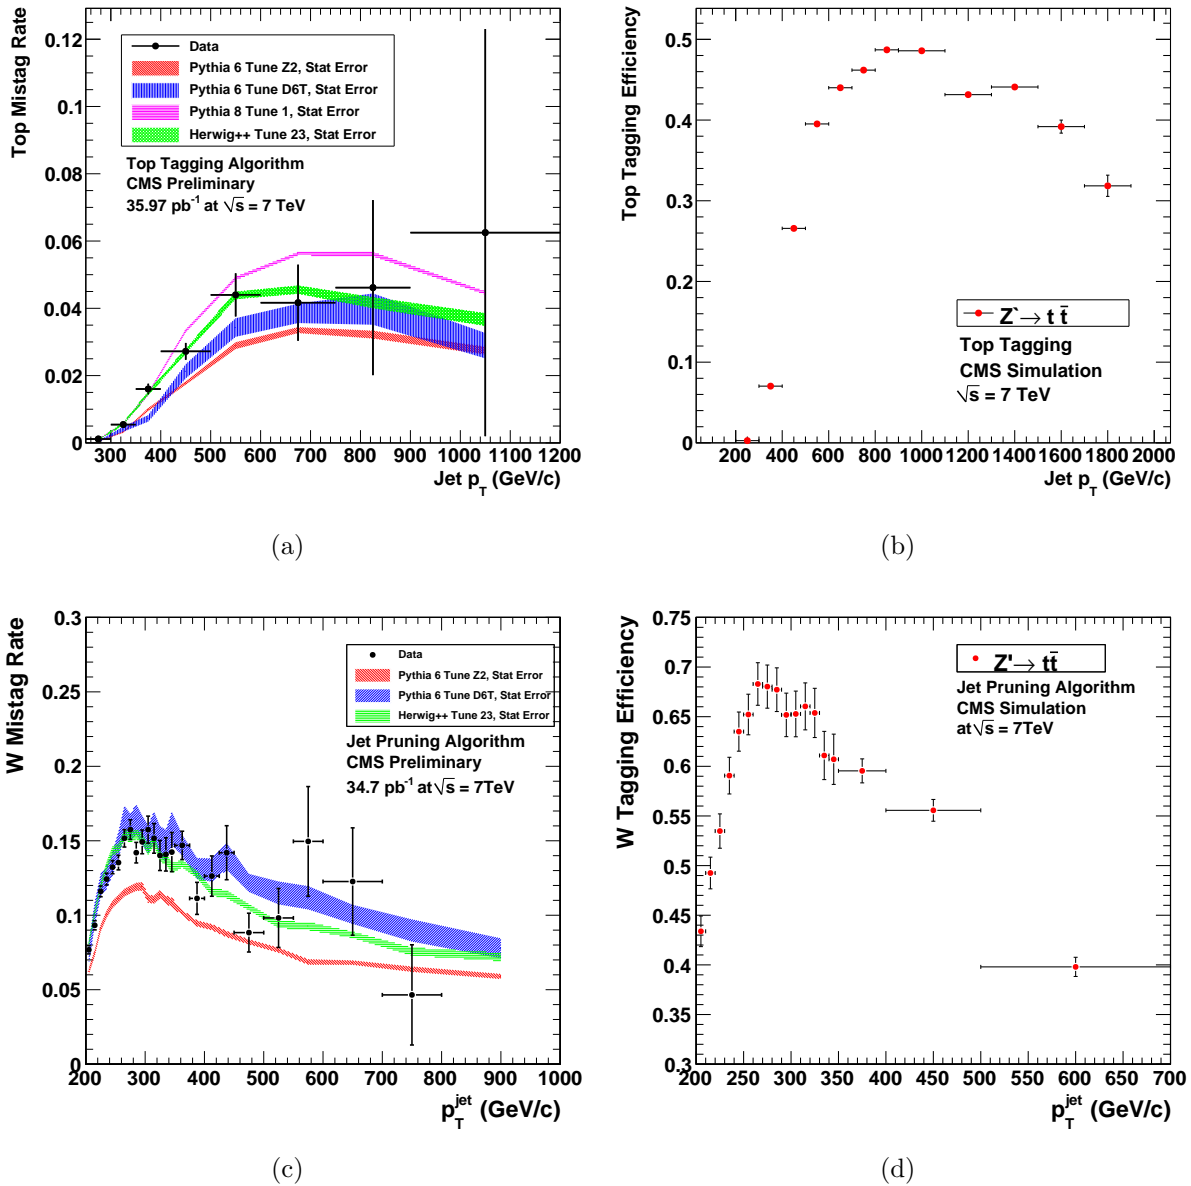 Top Mistag Rate
0.12
0.1
0.08
0.06
0.04
0.02
0
Data
Pythia 6 Tune Z2, Stat Error
Pythia 6 Tune D6T, Stat Error
Pythia 8 Tune 1, Stat Error
Herwig++ Tune 23, Stat Error
Top Tagging Algorithm
CMS Preliminary
35.97 pb⁻¹ at √s = 7 TeV
300 400 500 600 700 800 900 1000 1100 1200
Jet p_T (GeV/c)
(a)
Top Tagging Efficiency
0.5
0.4
0.3
0.2
0.1
0
Z`→ t t̄
Top Tagging
CMS Simulation
√s = 7 TeV
200 400 600 800 1000 1200 1400 1600 1800 2000
Jet p_T (GeV/c)
(b)
W Mistag Rate
0.3
0.25
0.2
0.15
0.1
0.05
0
Data
Pythia 6 Tune Z2, Stat Error
Pythia 6 Tune D6T, Stat Error
Herwig++ Tune 23, Stat Error
Jet Pruning Algorithm
CMS Preliminary
34.7 pb⁻¹ at √s = 7TeV
200 300 400 500 600 700 800 900 1000
p_T^jet (GeV/c)
(c)
W Tagging Efficiency
0.75
0.7
0.65
0.6
0.55
0.5
0.45
0.4
0.35
0.3
Z'→ tt̄
Jet Pruning Algorithm
CMS Simulation
at √s = 7TeV
200 250 300 350 400 450 500 550 600 650 700
p_T^jet (GeV/c)
(d)